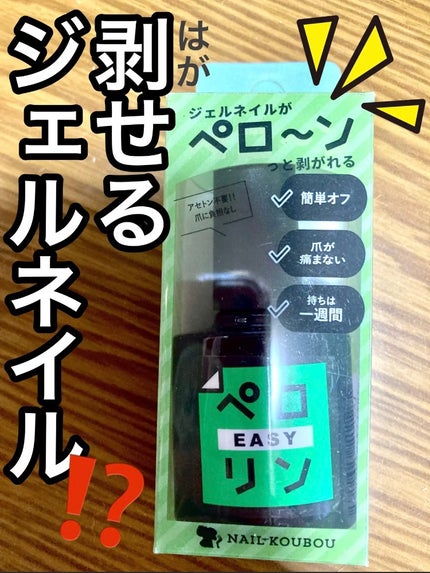 剥せる
はが
ジェルネイル
⁉
ジェルネイルが
ペロ〜ン
っと剥がれる
アセトン不要!!
爪に負担なし
簡単オフ
爪が
痛まない
持ちは
一週間
ペロ
EASY
リン
NAIL-KOUBOU